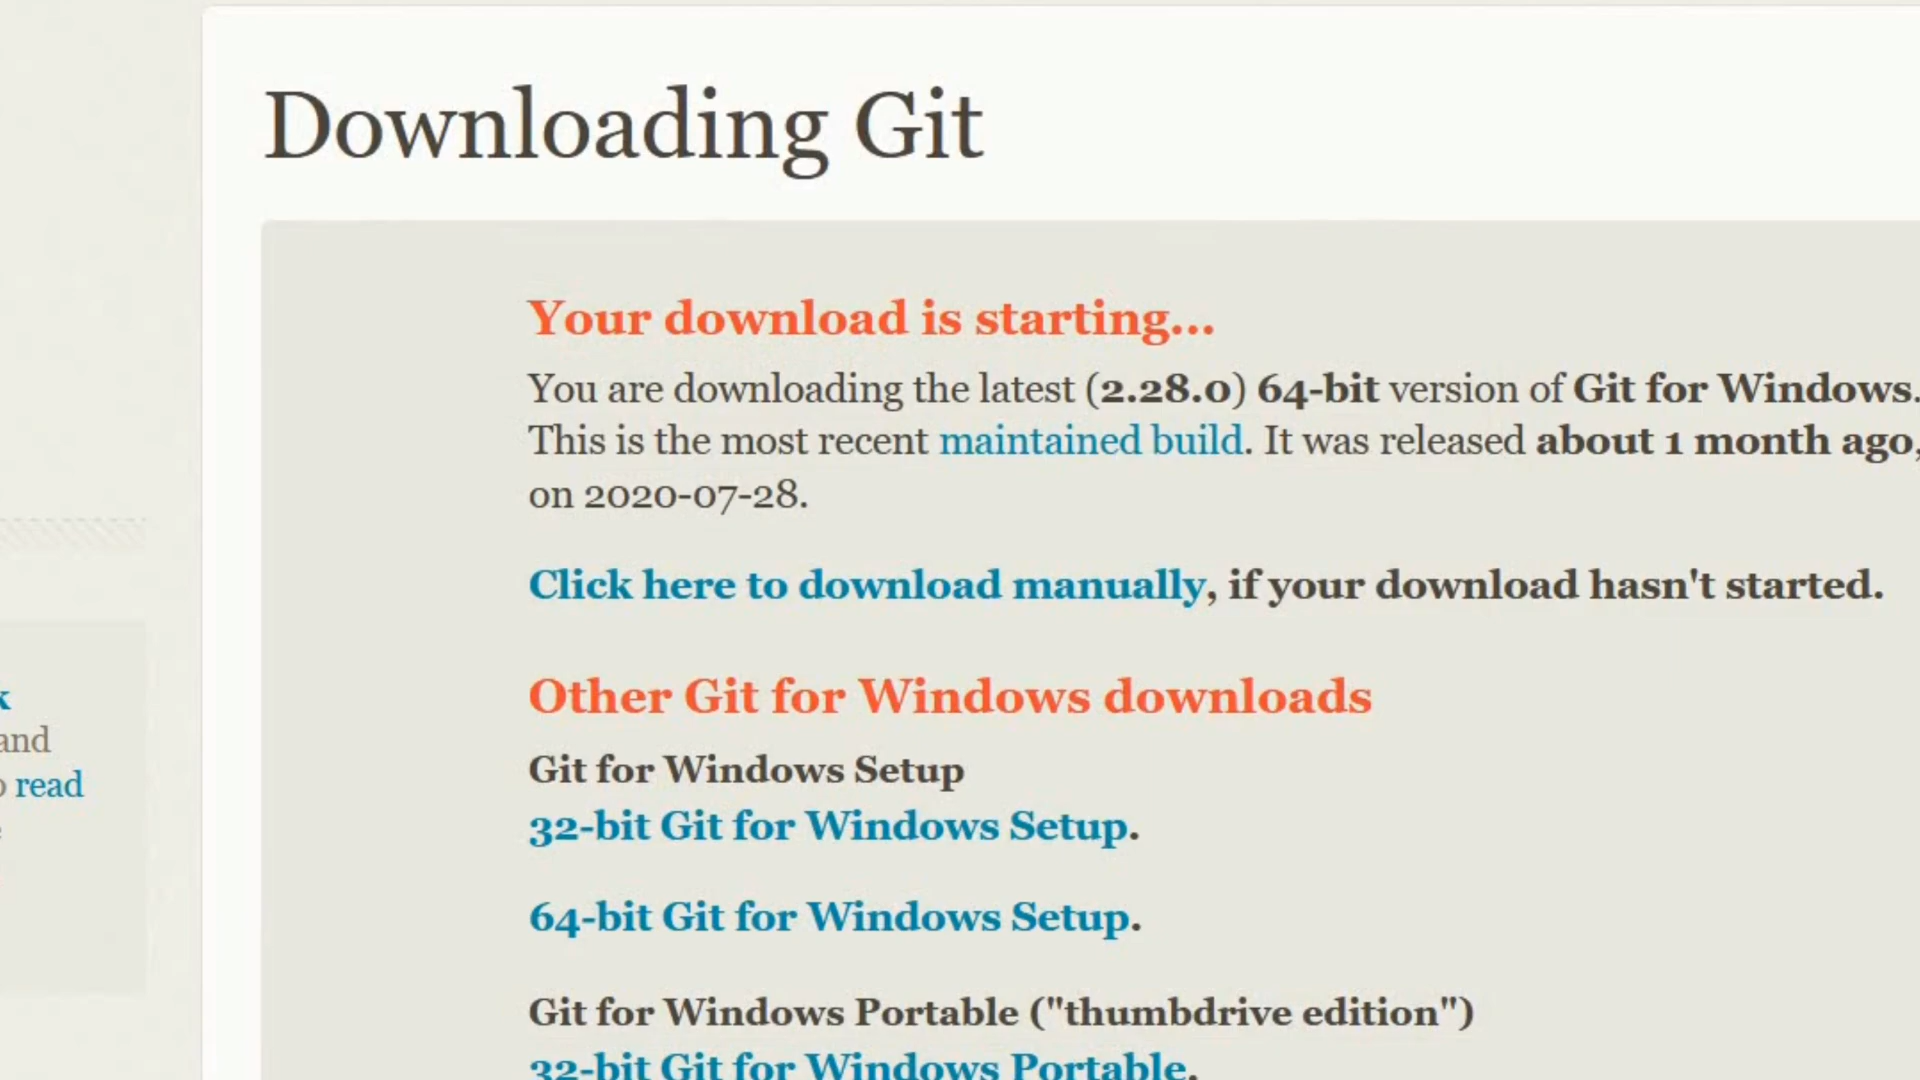 Downloading Git
Your download is starting...
You are downloading the latest (2.28.0) 64-bit version of Git for Windows.
This is the most recent maintained build. It was released about 1 month ago,
on 2020-07-28.
Click here to download manually, if your download hasn't started.
Other Git for Windows downloads
Git for Windows Setup
32-bit Git for Windows Setup.
64-bit Git for Windows Setup.
Git for Windows Portable ("thumbdrive edition")
32-bit Git for Windows Portable.
and
read